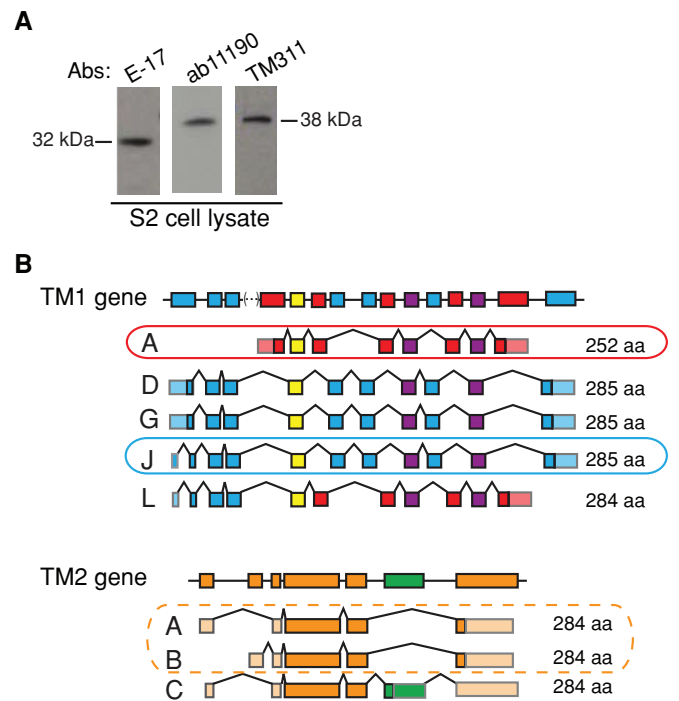 A
Abs: E-17 ab11190 TM311
32 kDa
38 kDa
S2 cell lysate
B
TM1 gene
(···)
A 252 aa
D 285 aa
G 285 aa
J 285 aa
L 284 aa
TM2 gene
A 284 aa
B 284 aa
C 284 aa